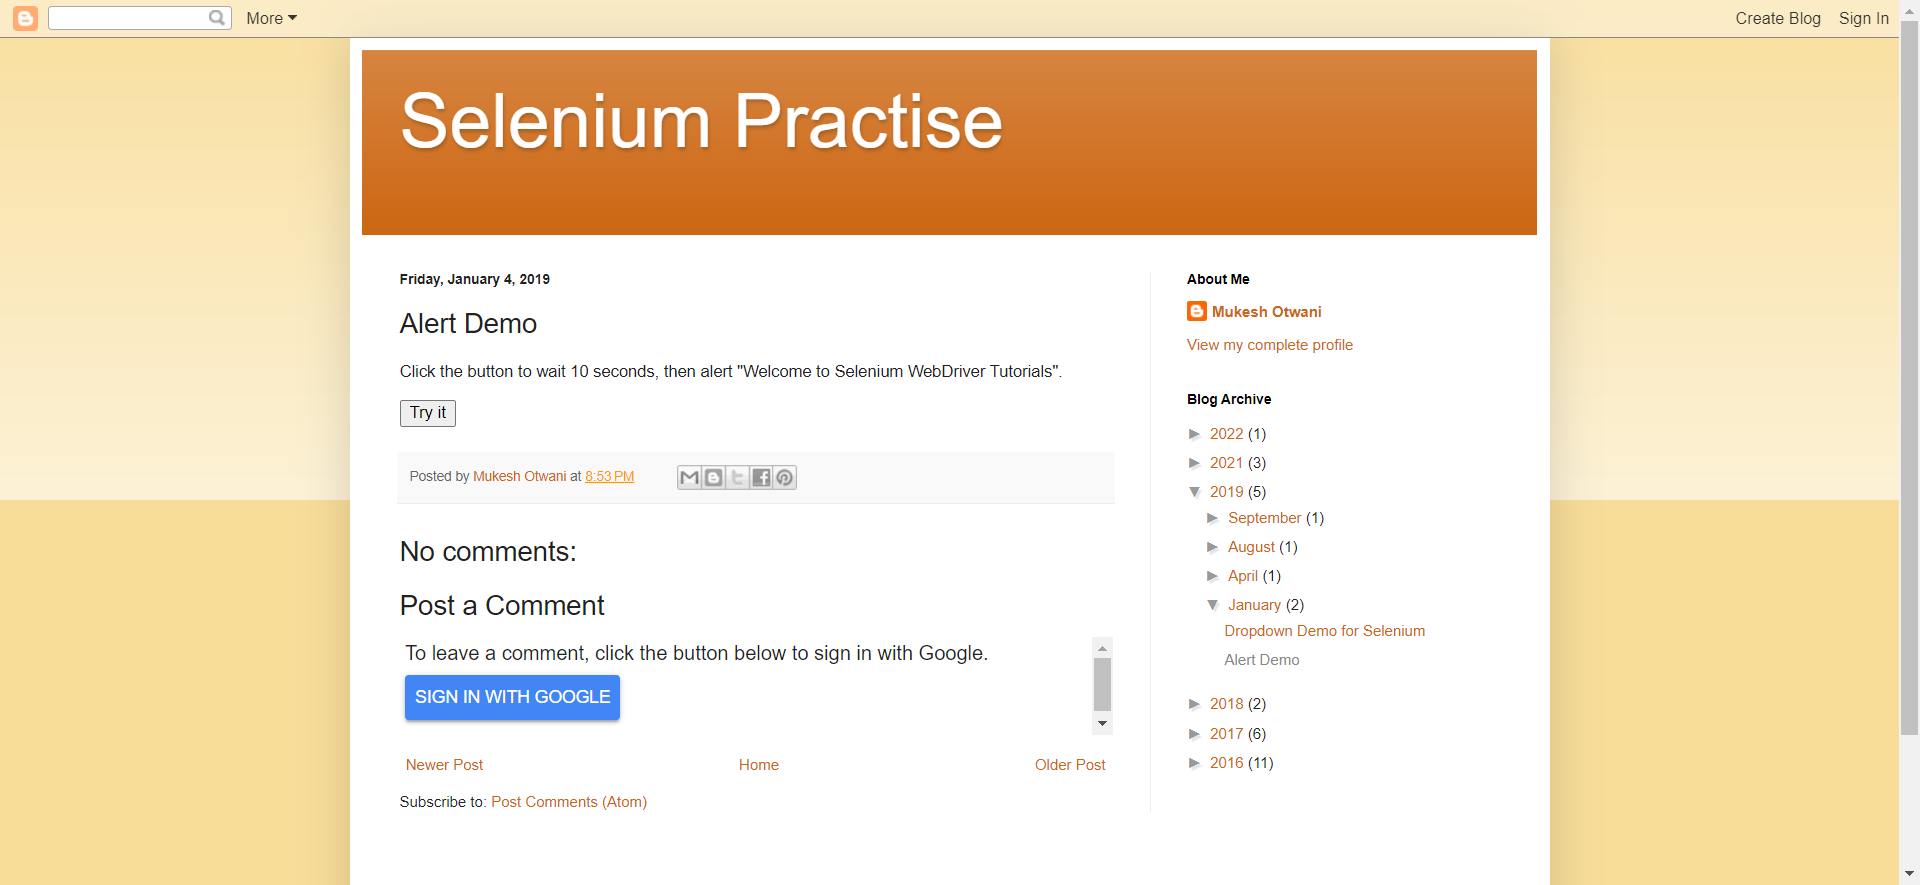 More
Create Blog
Sign In
Selenium Practise
Friday, January 4, 2019
Alert Demo
Click the button to wait 10 seconds, then alert "Welcome to Selenium WebDriver Tutorials".
Try it
Posted by Mukesh Otwani at 8:53 PM
No comments:
Post a Comment
To leave a comment, click the button below to sign in with Google.
SIGN IN WITH GOOGLE
Newer Post
Home
Older Post
Subscribe to: Post Comments (Atom)
About Me
Mukesh Otwani
View my complete profile
Blog Archive
► 2022 (1)
► 2021 (3)
▼ 2019 (5)
► September (1)
► August (1)
► April (1)
▼ January (2)
Dropdown Demo for Selenium
Alert Demo
► 2018 (2)
► 2017 (6)
► 2016 (11)